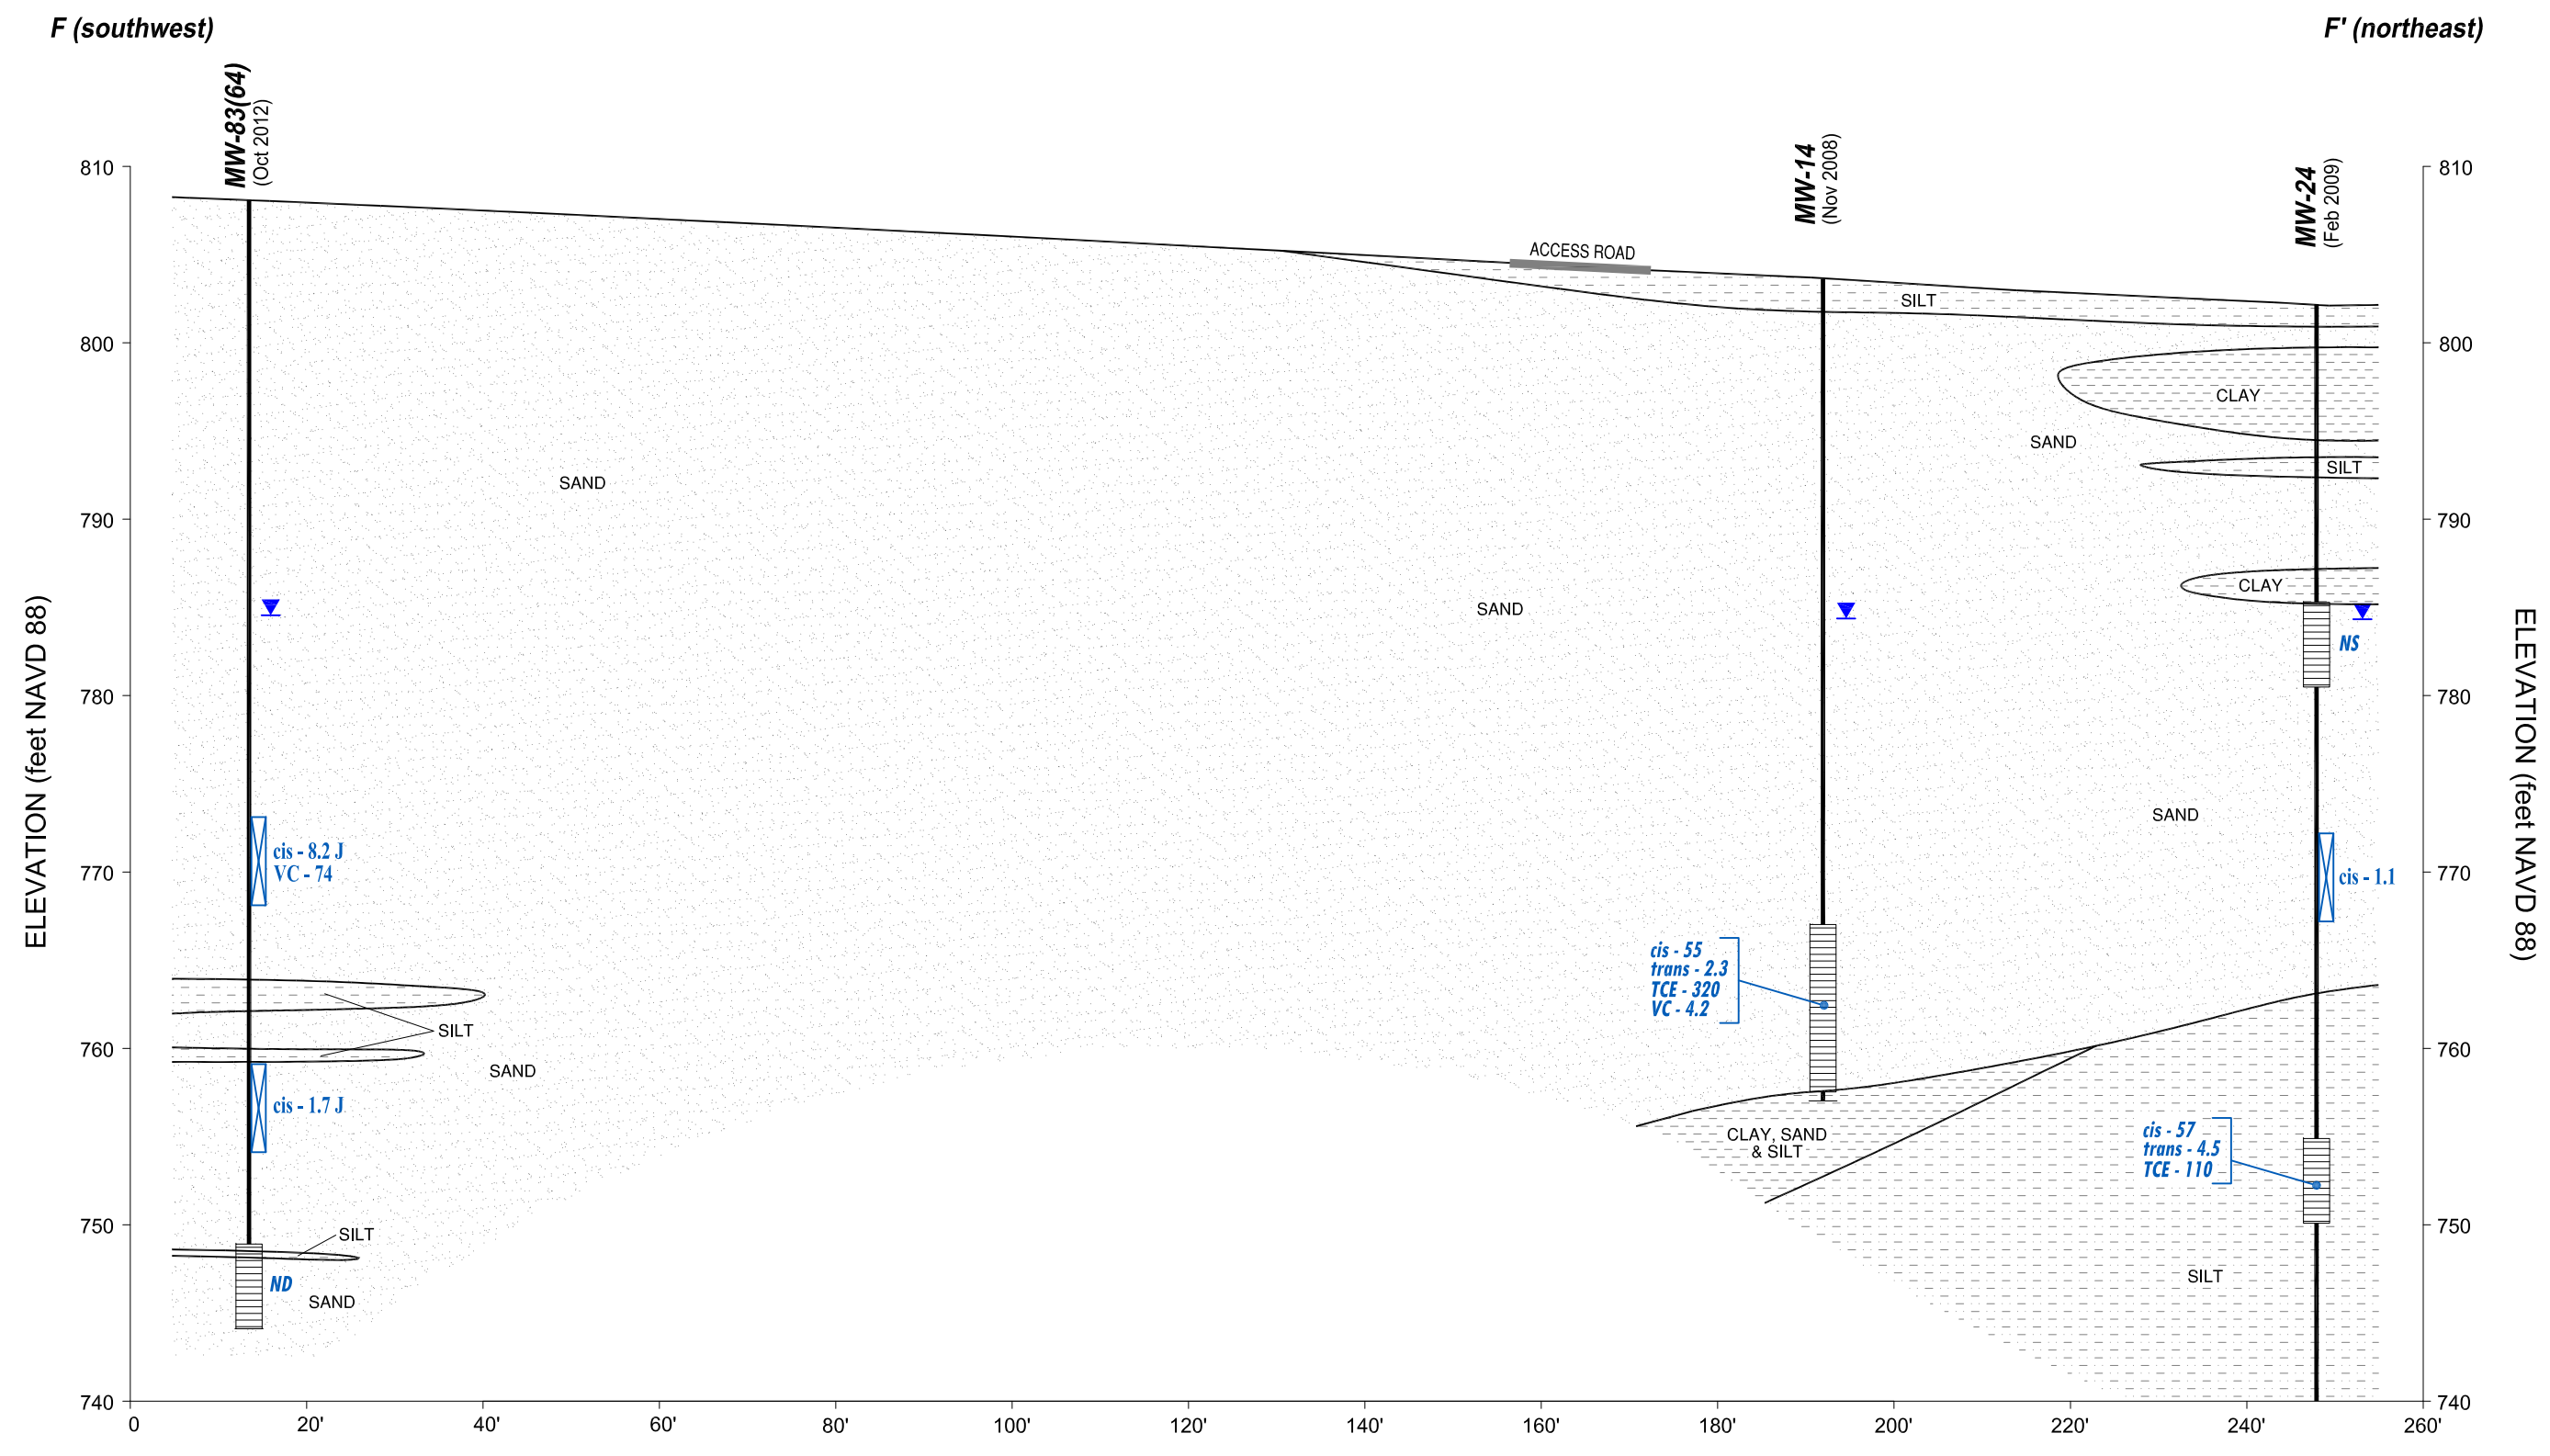 F (southwest)
F' (northeast)
MW-83(64)
(Oct 2012)
MW-14
(Nov 2008)
MW-24
(Feb 2009)
810
810
ACCESS ROAD
SILT
800
800
CLAY
SAND
SILT
SAND
790
790
CLAY
SAND
NS
ELEVATION (feet NAVD 88)
ELEVATION (feet NAVD 88)
780
780
SAND
cis - 8.2 J
VC - 74
770
770
cis - 1.1
cis - 55
trans - 2.3
TCE - 320
VC - 4.2
SILT
760
760
SAND
cis - 1.7 J
CLAY, SAND
& SILT
cis - 57
trans - 4.5
TCE - 110
750
750
SILT
ND
SAND
SILT
740
740
0
20'
40'
60'
80'
100'
120'
140'
160'
180'
200'
220'
240'
260'